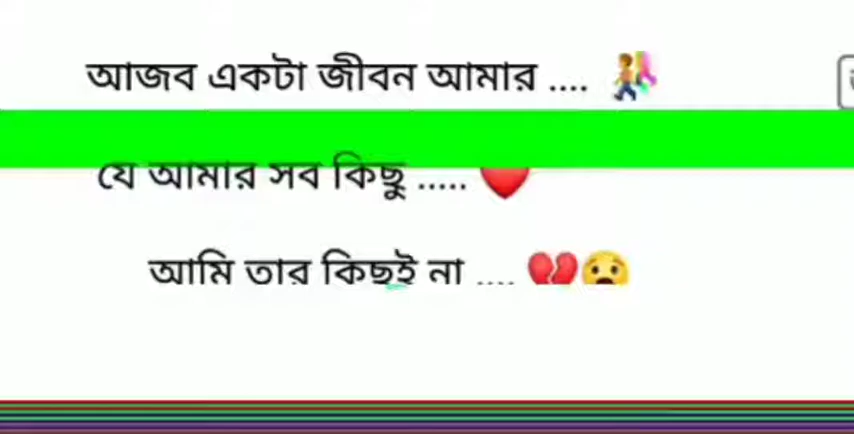 আজব একটা জীবন আমার .... 🚶
যে আমার সব কিছু ..... ❤️
আমি তার কিছুই না .... 💔😧